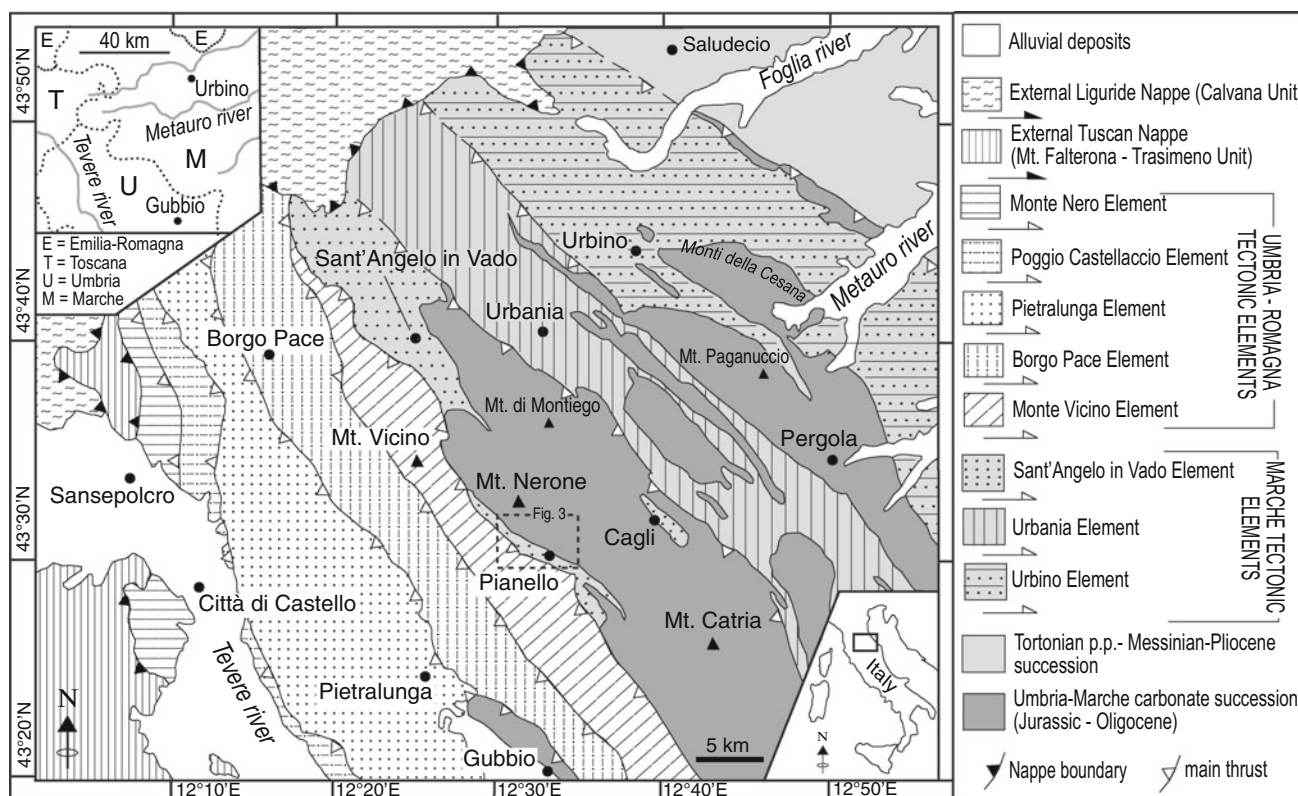 E
E
40 km
Urbino
T
Metauro river
M
Tevere river
U
Gubbio
E = Emilia-Romagna
T = Toscana
U = Umbria
M = Marche
43°50'N
43°40'N
43°30'N
43°20'N
12°10'E
12°20'E
12°30'E
12°40'E
12°50'E
Saludecio
Foglia river
Urbino
Monti della Cesana
Metauro river
Sant'Angelo in Vado
Urbania
Borgo Pace
Mt. Paganuccio
Mt. di Montiego
Mt. Vicino
Pergola
Sansepolcro
Mt. Nerone
Fig. 3
Cagli
Pianello
Città di Castello
Mt. Catria
Tevere river
Pietralunga
Gubbio
N
5 km
Italy
N
Alluvial deposits
External Liguride Nappe (Calvana Unit
External Tuscan Nappe
(Mt. Falterona - Trasimeno Unit)
Monte Nero Element
Poggio Castellaccio Element
Pietralunga Element
Borgo Pace Element
Monte Vicino Element
UMBRIA - ROMAGNA
TECTONIC ELEMENTS
Sant'Angelo in Vado Element
Urbania Element
Urbino Element
MARCHE TECTONIC
ELEMENTS
Tortonian p.p.- Messinian-Pliocene
succession
Umbria-Marche carbonate succession
(Jurassic - Oligocene)
Nappe boundary
main thrust